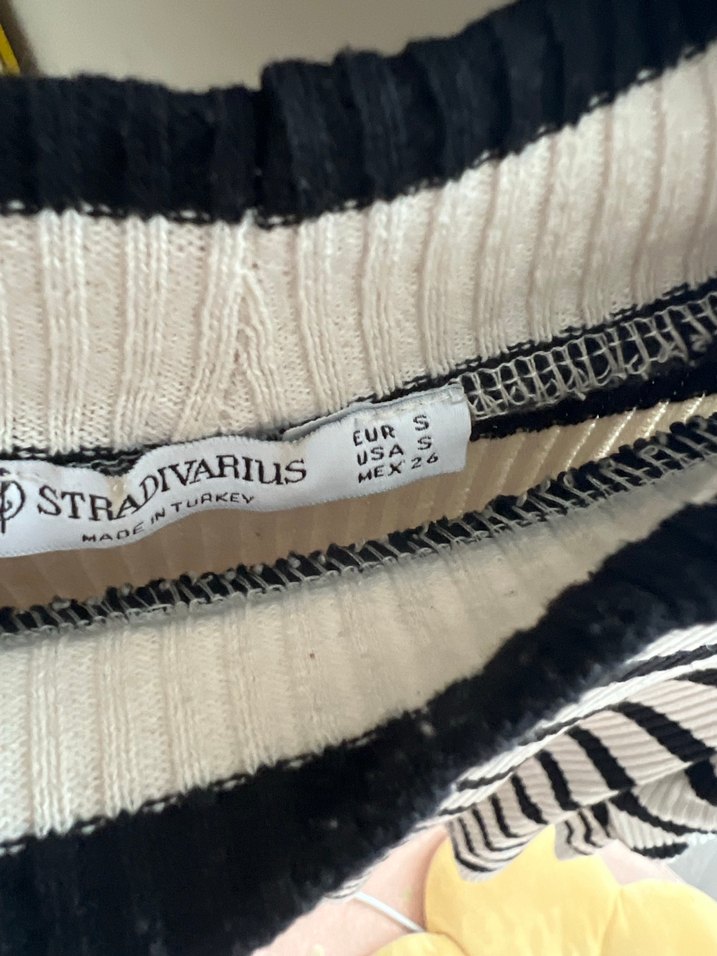 STRADIVARIUS
MADE IN TURKEY
EUR S
USA S
MEX 26